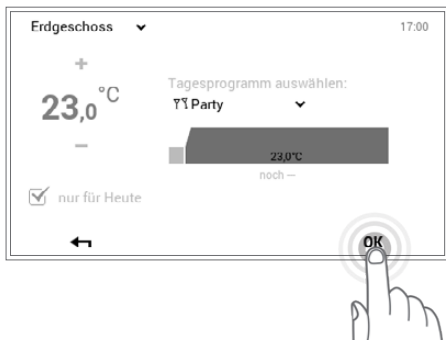 Erdgeschoss 17:00
+
23,0 °C
Tagesprogramm auswählen:
Party
–
23,0°C
noch --
nur für Heute
OK